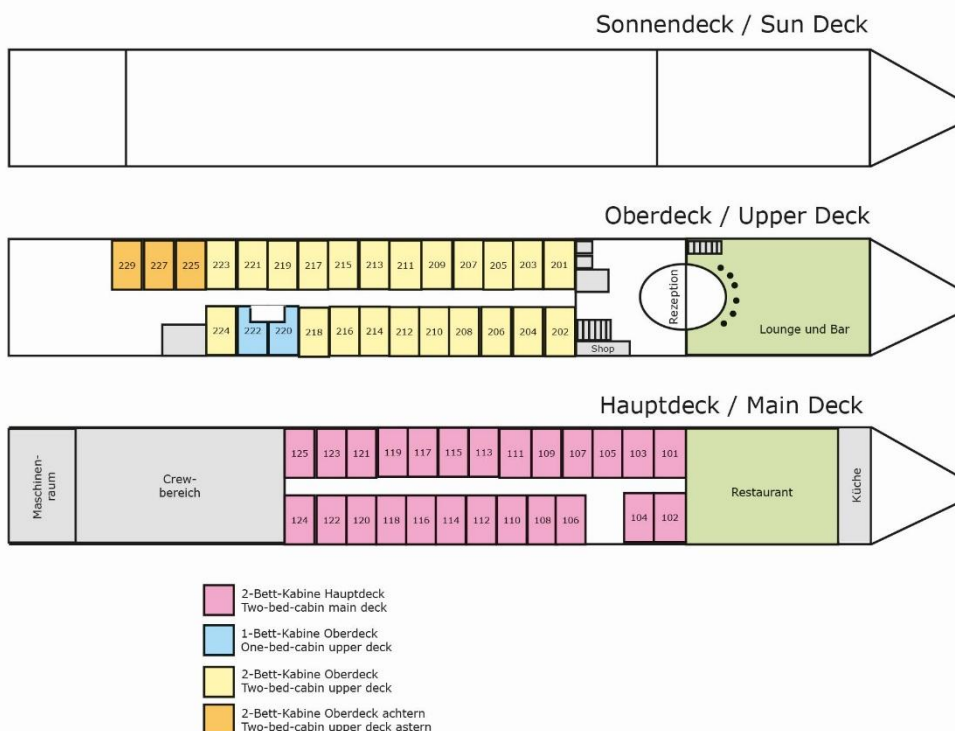 Sonnendeck / Sun Deck
Oberdeck / Upper Deck
229 227 225 223 221 219 217 215 213 211 209 207 205 203 201
Rezeption
224 222 220 218 216 214 212 210 208 206 204 202
Lounge und Bar
Shop
Hauptdeck / Main Deck
125 123 121 119 117 115 113 111 109 107 105 103 101
Maschinen-
raum
Crew-
bereich
Restaurant
Küche
124 122 120 118 116 114 112 110 108 106 104 102
2-Bett-Kabine Hauptdeck
Two-bed-cabin main deck
1-Bett-Kabine Oberdeck
One-bed-cabin upper deck
2-Bett-Kabine Oberdeck
Two-bed-cabin upper deck
2-Bett-Kabine Oberdeck achtern
Two-bed-cabin upper deck astern